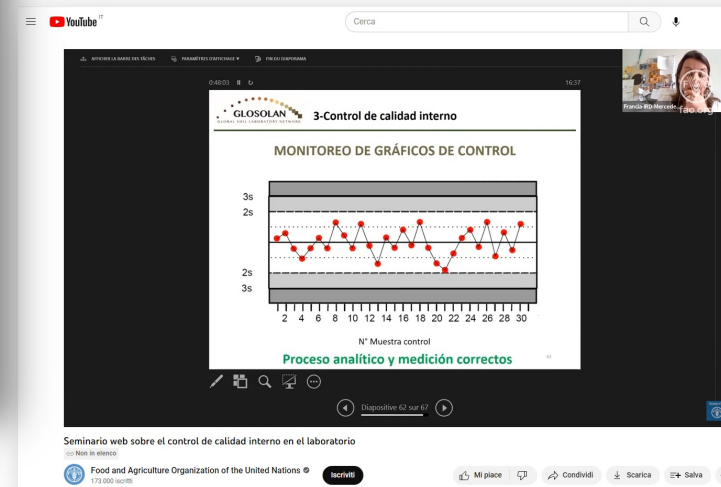 YouTube IT
Cerca
AFFICHER LA BARRE DES TÂCHES PARAMÈTRES D'AFFICHAGE ▼ FIN DU DIAPORAMA
0:48:03 16:37
Francia-IRD-Mercede
fao.org
GLOSOLAN
GLOBAL SOIL LABORATORY NETWORK
3-Control de calidad interno
MONITOREO DE GRÁFICOS DE CONTROL
3s
2s
2s
3s
2 4 6 8 10 12 14 16 18 20 22 24 26 28 30
N° Muestra control
Proceso analítico y medición correctos
Diapositive 62 sur 67
Seminario web sobre el control de calidad interno en el laboratorio
Non in elenco
Food and Agriculture Organization of the United Nations
173.000 iscritti
Iscriviti
Mi piace Condividi Scarica Salva